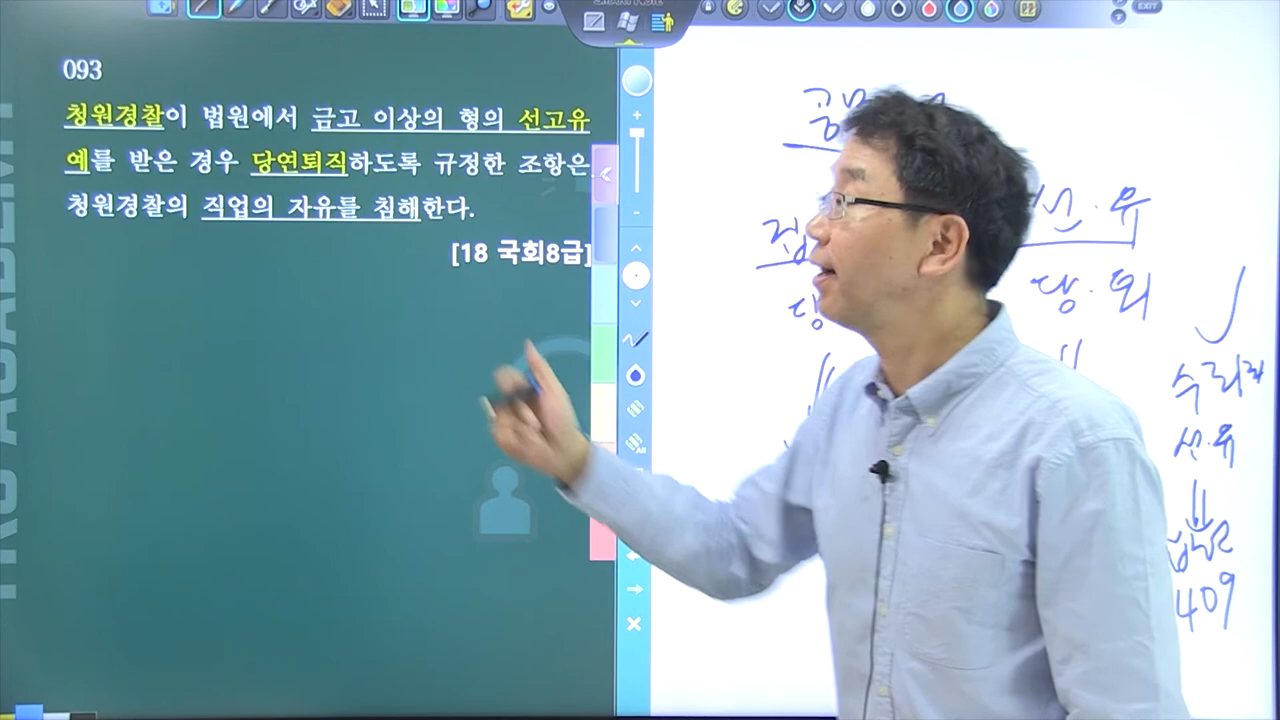 093
청원경찰이 법원에서 금고 이상의 형의 선고유
예를 받은 경우 당연퇴직하도록 규정한 조항은
청원경찰의 직업의 자유를 침해한다.
[18 국회8급]
EXIT
All
선·유
당·퇴
수뢰
선·유
409